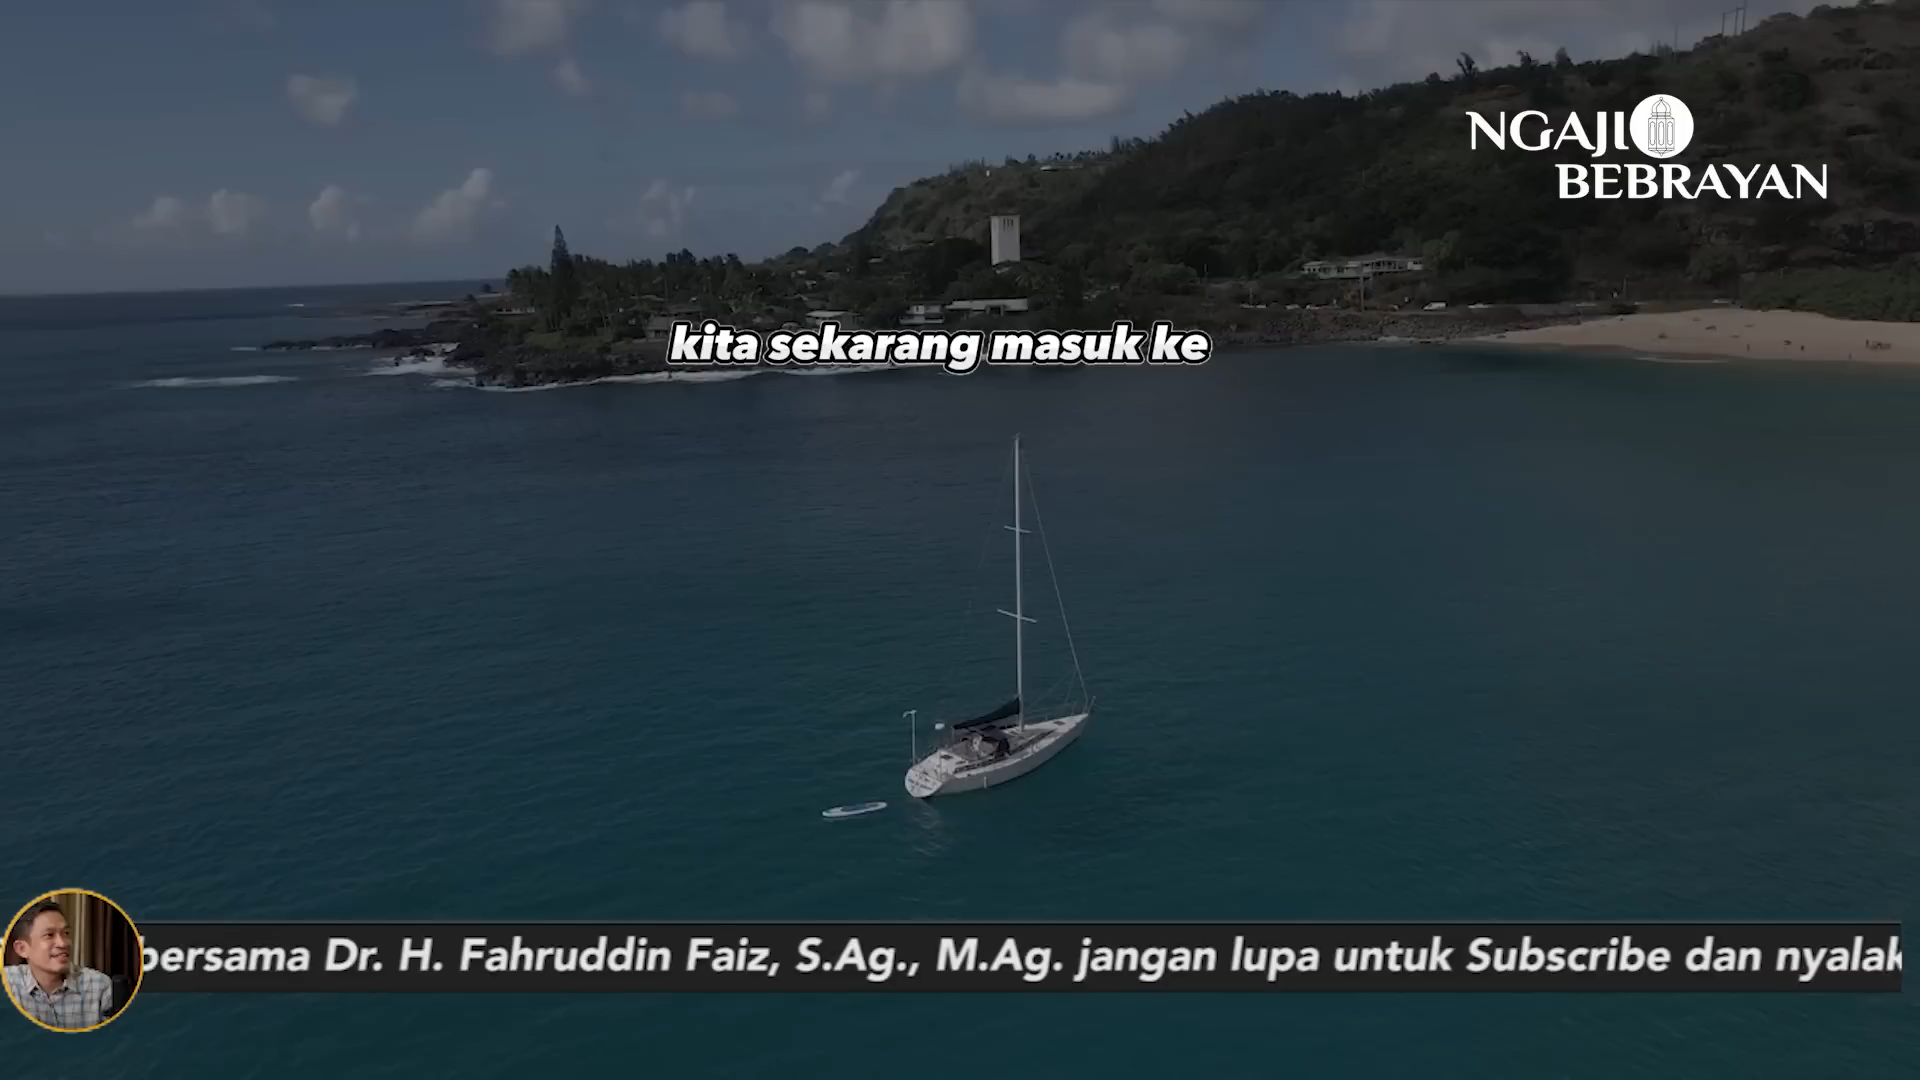 NGAJI
BEBRAYAN
kita sekarang masuk ke
bersama Dr. H. Fahruddin Faiz, S.Ag., M.Ag. jangan lupa untuk Subscribe dan nyalak